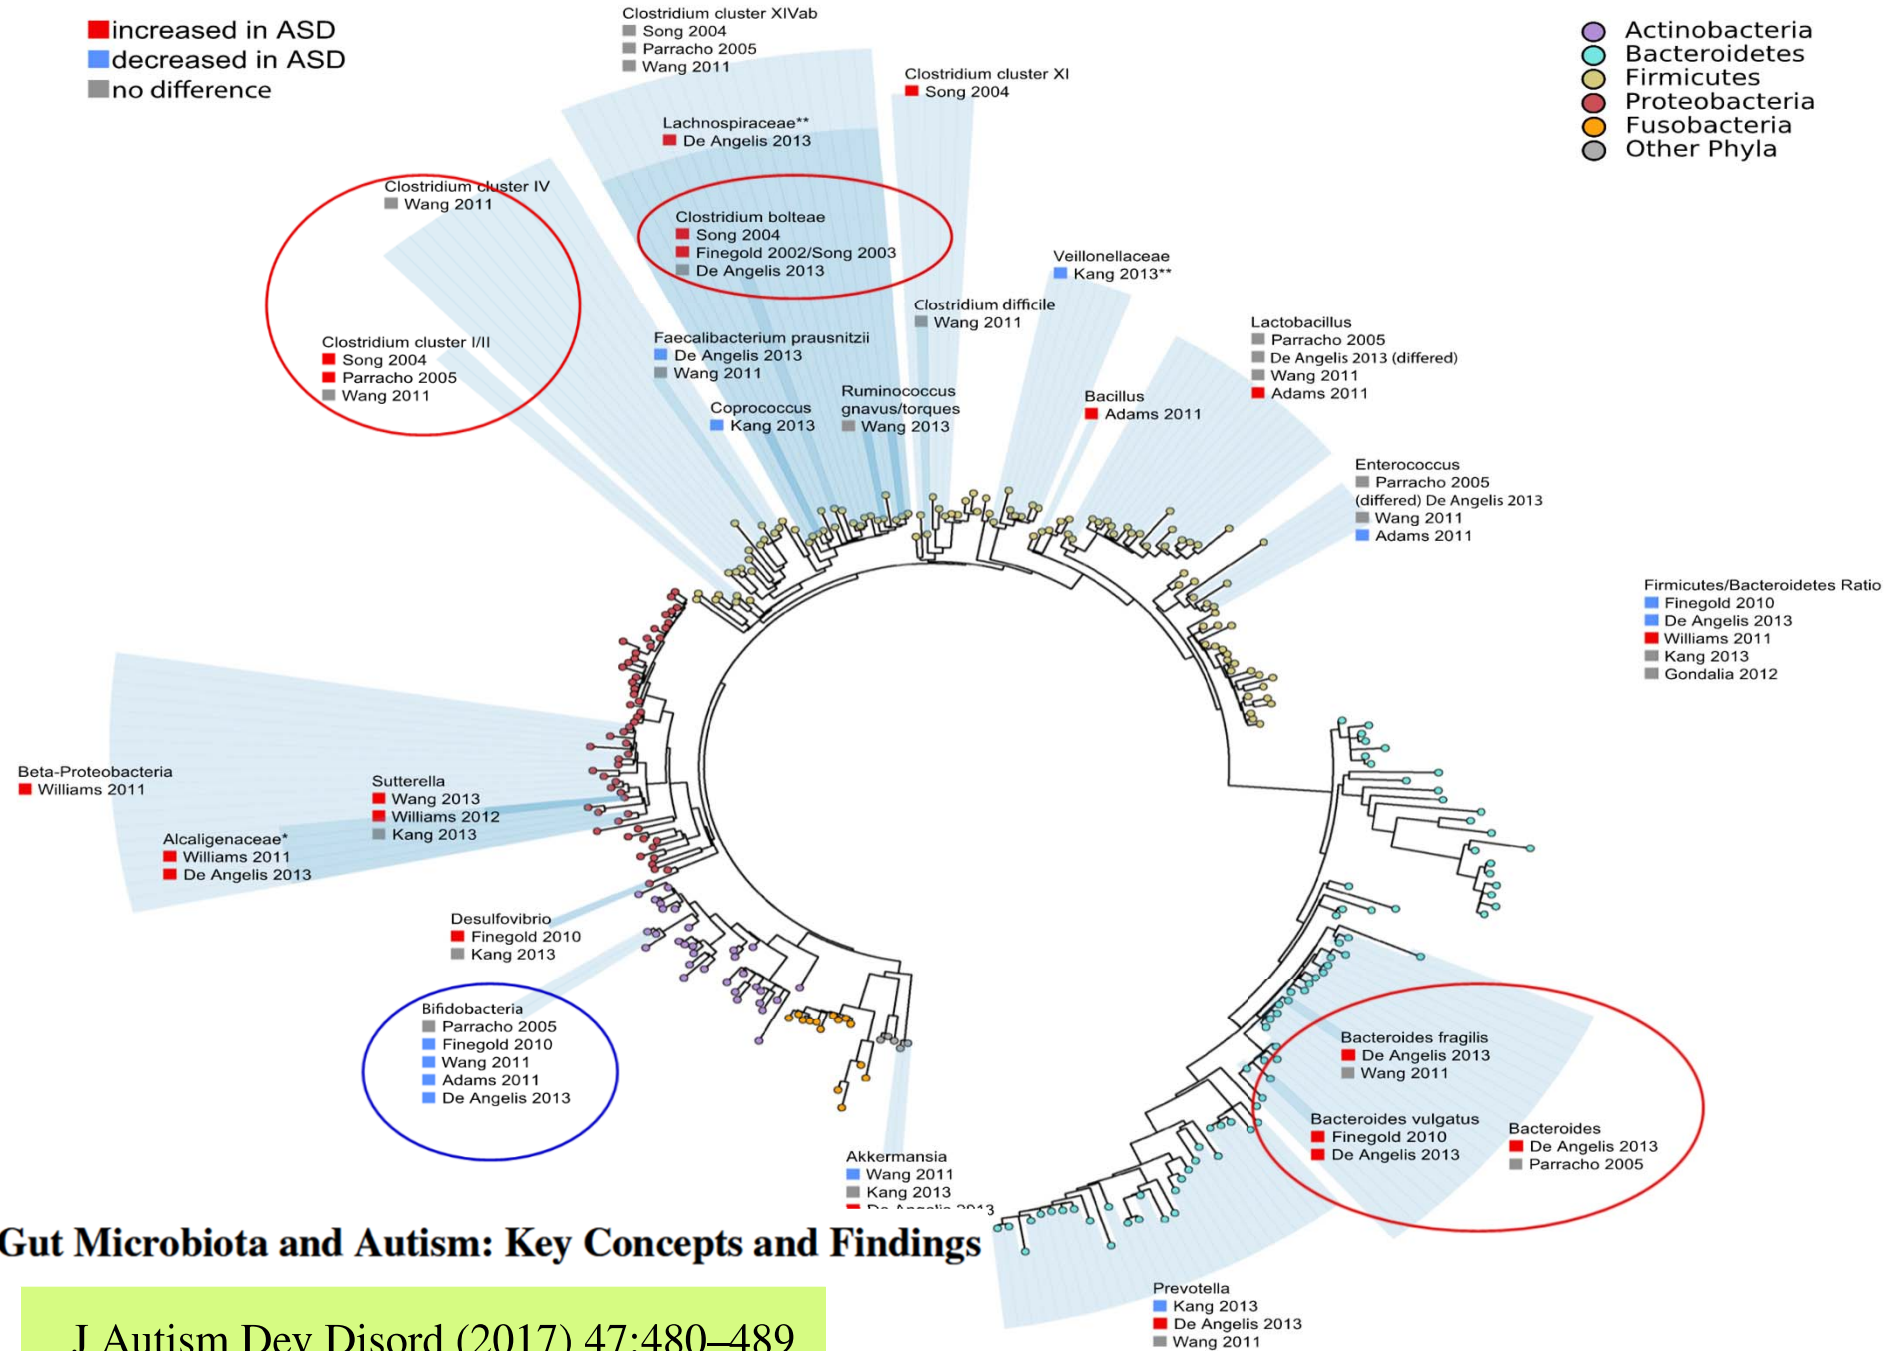 increased in ASD
decreased in ASD
no difference
Clostridium cluster XIVab
Song 2004
Parracho 2005
Wang 2011
Clostridium cluster XI
Song 2004
Actinobacteria
Bacteroidetes
Firmicutes
Proteobacteria
Fusobacteria
Other Phyla
Lachnospiraceae**
De Angelis 2013
Clostridium cluster IV
Wang 2011
Clostridium bolteae
Song 2004
Finegold 2002/Song 2003
De Angelis 2013
Veillonellaceae
Kang 2013**
Clostridium difficile
Wang 2011
Clostridium cluster I/II
Song 2004
Parracho 2005
Wang 2011
Faecalibacterium prausnitzii
De Angelis 2013
Wang 2011
Coprococcus
Kang 2013
Ruminococcus
gnavus/torques
Wang 2013
Bacillus
Adams 2011
Lactobacillus
Parracho 2005
De Angelis 2013 (differed)
Wang 2011
Adams 2011
Enterococcus
Parracho 2005
(differed) De Angelis 2013
Wang 2011
Adams 2011
Firmicutes/Bacteroidetes Ratio
Finegold 2010
De Angelis 2013
Williams 2011
Kang 2013
Gondalia 2012
Beta-Proteobacteria
Williams 2011
Sutterella
Wang 2013
Williams 2012
Kang 2013
Alcaligenaceae*
Williams 2011
De Angelis 2013
Desulfovibrio
Finegold 2010
Kang 2013
Bifidobacteria
Parracho 2005
Finegold 2010
Wang 2011
Adams 2011
De Angelis 2013
Bacteroides fragilis
De Angelis 2013
Wang 2011
Bacteroides vulgatus
Finegold 2010
De Angelis 2013
Bacteroides
De Angelis 2013
Parracho 2005
Akkermansia
Wang 2011
Kang 2013
De Angelis 2013
Gut Microbiota and Autism: Key Concepts and Findings
Prevotella
Kang 2013
De Angelis 2013
Wang 2011
J Autism Dev Disord (2017) 47:480–489